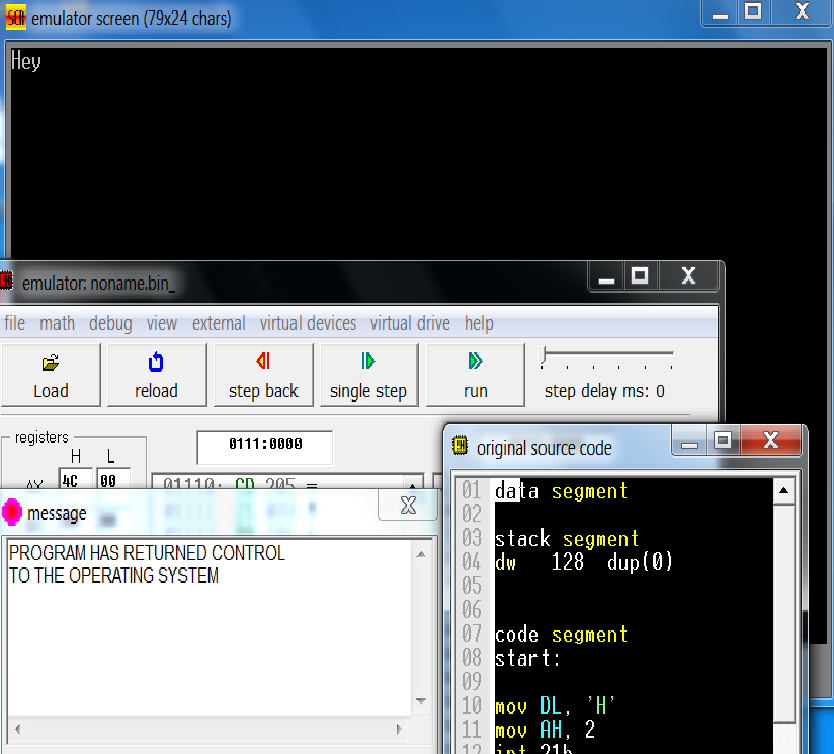 emulator screen (79x24 chars)
Hey
emulator: noname.bin_
file math debug view external virtual devices virtual drive help
Load reload step back single step run step delay ms: 0
registers
H L
AX 4C 00
0111:0000
01110: CD 205 =
message
PROGRAM HAS RETURNED CONTROL
TO THE OPERATING SYSTEM
original source code
01 data segment
02
03 stack segment
04 dw 128 dup(0)
05
06
07 code segment
08 start:
09
10 mov DL, 'H'
11 mov AH, 2
12 int 21h